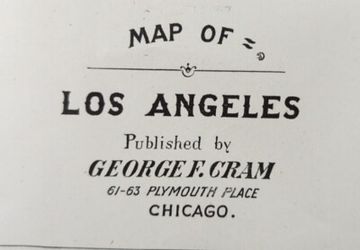 MAP OF
LOS ANGELES
Published by
GEORGE F. CRAM
61-63 PLYMOUTH PLACE
CHICAGO.